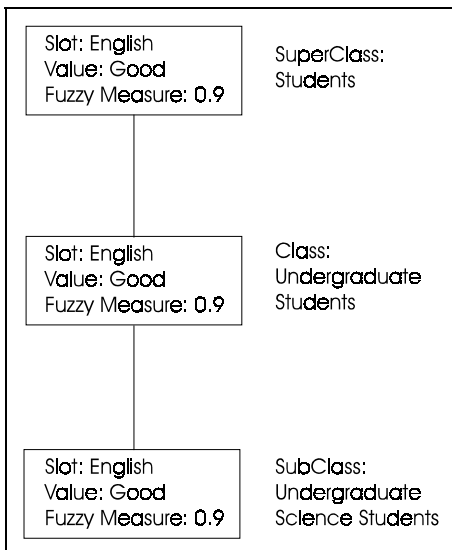 Slot: English
Value: Good
Fuzzy Measure: 0.9
SuperClass:
Students
Slot: English
Value: Good
Fuzzy Measure: 0.9
Class:
Undergraduate
Students
Slot: English
Value: Good
Fuzzy Measure: 0.9
SubClass:
Undergraduate
Science Students